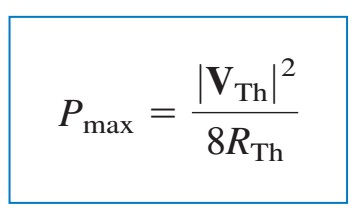 P_max = |V_Th|^2 / 8R_Th